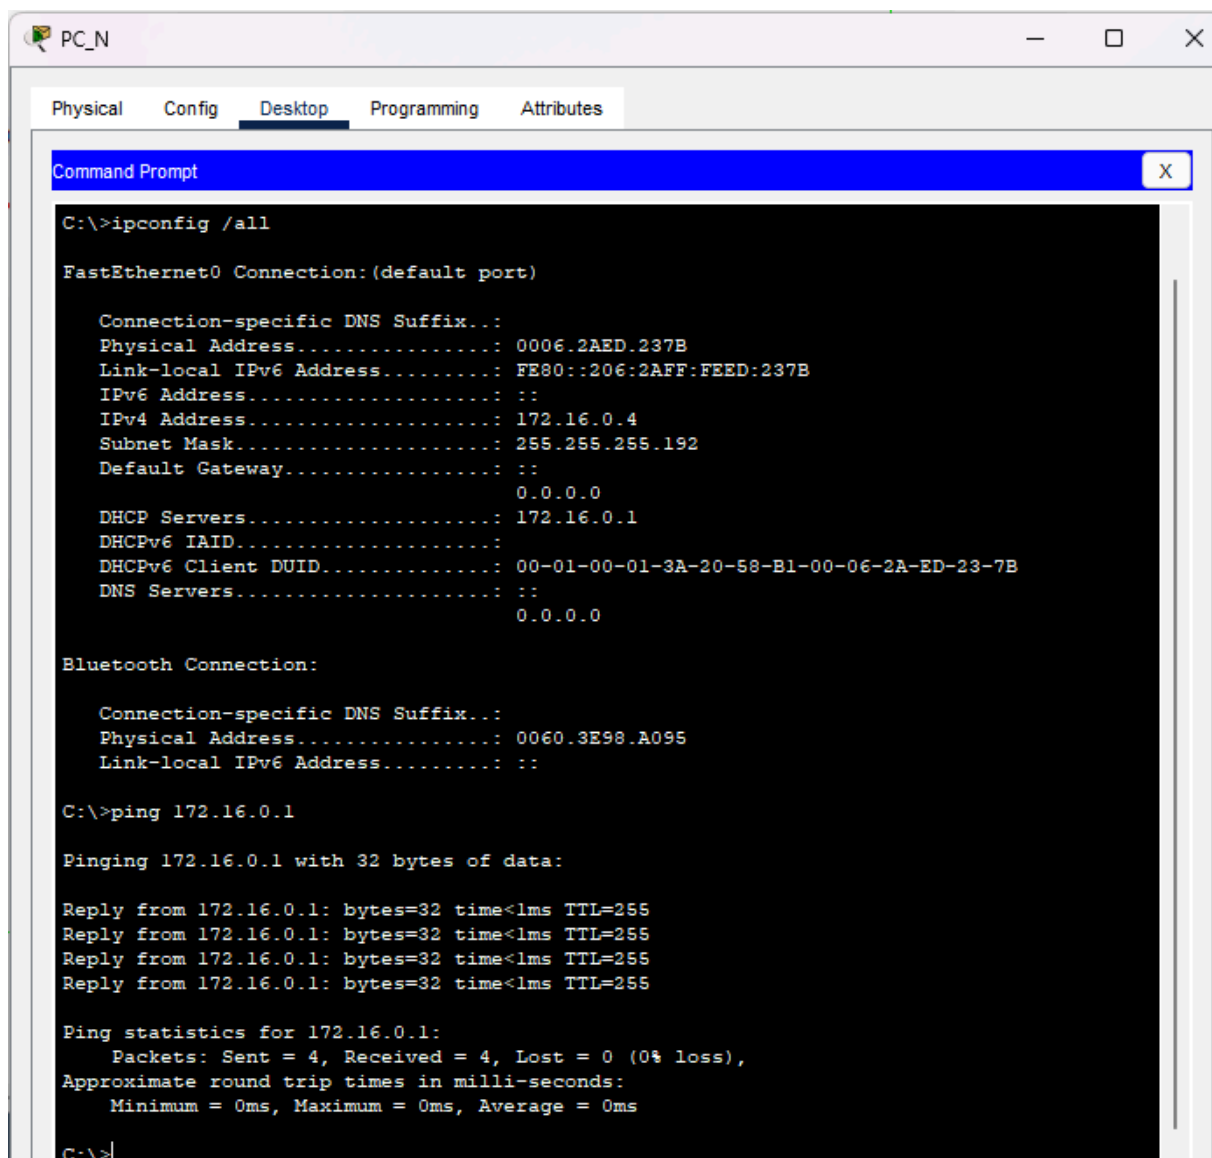 PC_N
Physical Config Desktop Programming Attributes
Command Prompt
X
C:\>ipconfig /all
FastEthernet0 Connection:(default port)
Connection-specific DNS Suffix..:
Physical Address................: 0006.2AED.237B
Link-local IPv6 Address.........: FE80::206:2AFF:FEED:237B
IPv6 Address....................: ::
IPv4 Address....................: 172.16.0.4
Subnet Mask.....................: 255.255.255.192
Default Gateway.................: ::
0.0.0.0
DHCP Servers....................: 172.16.0.1
DHCPv6 IAID.....................:
DHCPv6 Client DUID..............: 00-01-00-01-3A-20-58-B1-00-06-2A-ED-23-7B
DNS Servers.....................: ::
0.0.0.0
Bluetooth Connection:
Connection-specific DNS Suffix..:
Physical Address................: 0060.3E98.A095
Link-local IPv6 Address.........: ::
C:\>ping 172.16.0.1
Pinging 172.16.0.1 with 32 bytes of data:
Reply from 172.16.0.1: bytes=32 time<1ms TTL=255
Reply from 172.16.0.1: bytes=32 time<1ms TTL=255
Reply from 172.16.0.1: bytes=32 time<1ms TTL=255
Reply from 172.16.0.1: bytes=32 time<1ms TTL=255
Ping statistics for 172.16.0.1:
Packets: Sent = 4, Received = 4, Lost = 0 (0% loss),
Approximate round trip times in milli-seconds:
Minimum = 0ms, Maximum = 0ms, Average = 0ms
C:\>